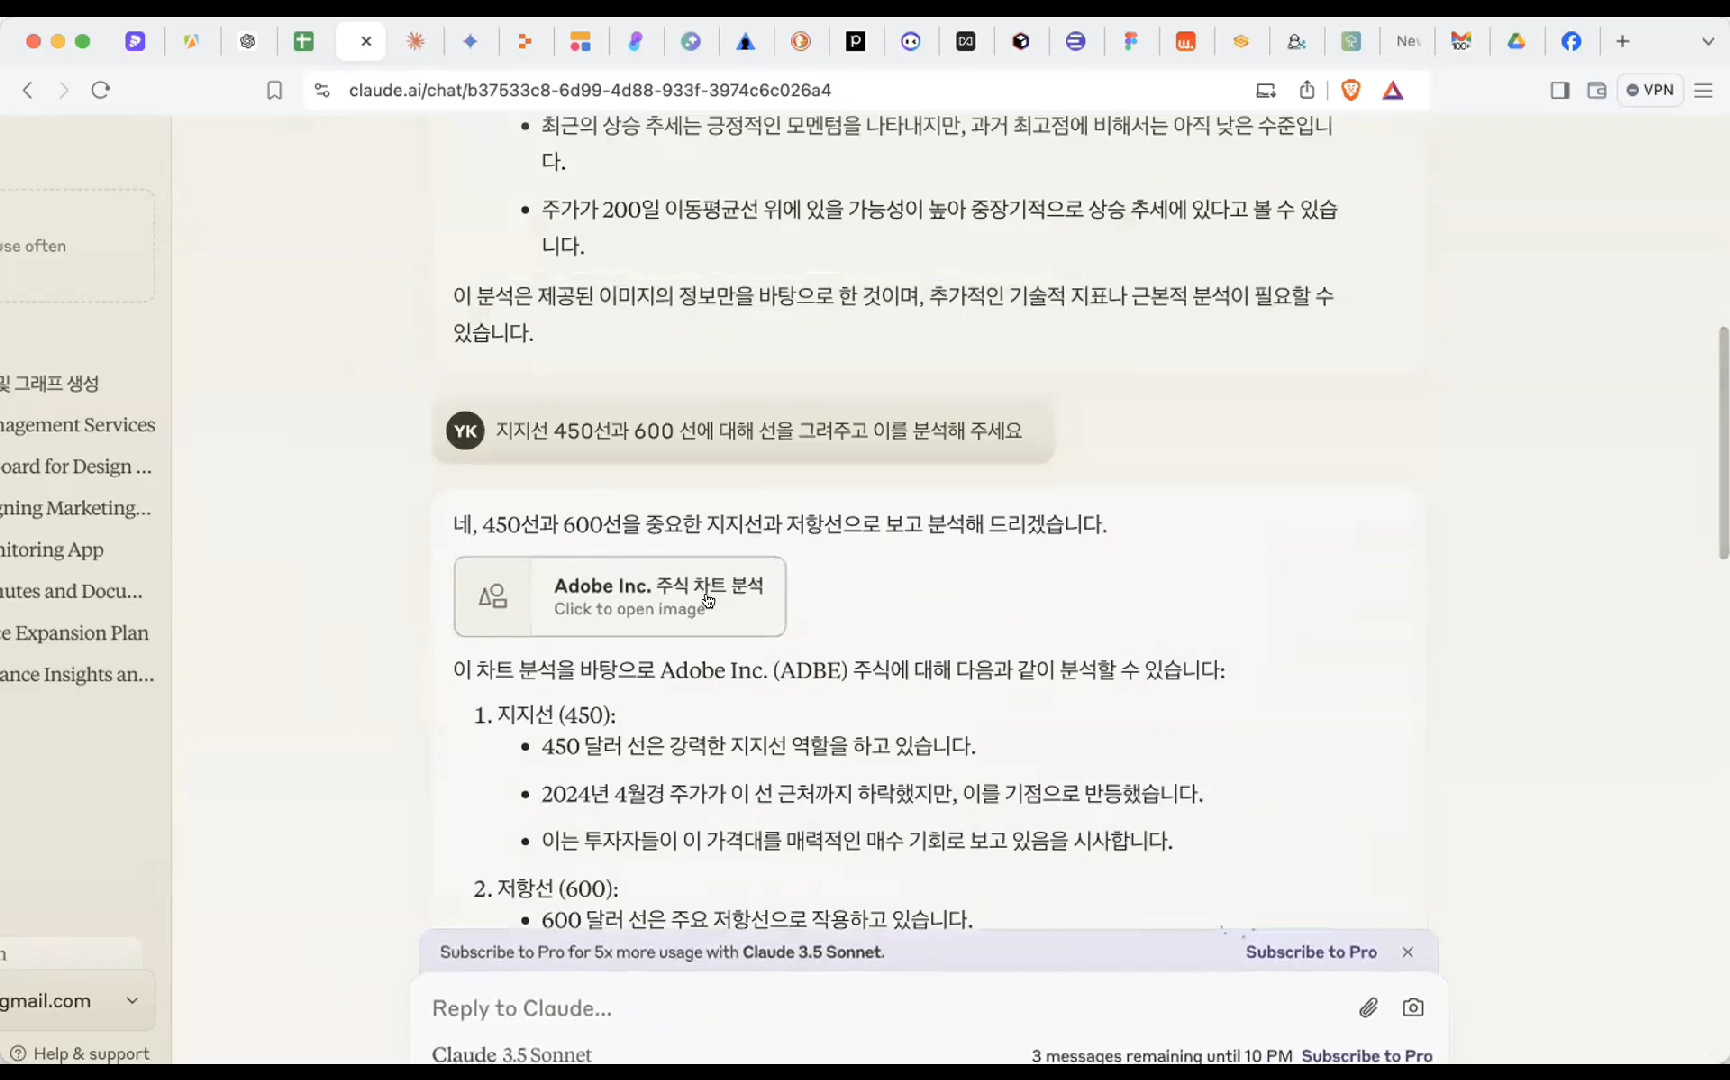 New
claude.ai/chat/b37533c8-6d99-4d88-933f-3974c6c026a4
VPN
• 최근의 상승 추세는 긍정적인 모멘텀을 나타내지만, 과거 최고점에 비해서는 아직 낮은 수준입니
다.
• 주가가 200일 이동평균선 위에 있을 가능성이 높아 중장기적으로 상승 추세에 있다고 볼 수 있습
니다.
이 분석은 제공된 이미지의 정보만을 바탕으로 한 것이며, 추가적인 기술적 지표나 근본적 분석이 필요할 수
있습니다.
use often
및 그래프 생성
nagement Services
oard for Design ...
gning Marketing...
nitoring App
nutes and Docu...
e Expansion Plan
ance Insights an...
n
gmail.com
Help & support
YK 지지선 450선과 600 선에 대해 선을 그려주고 이를 분석해 주세요
네, 450선과 600선을 중요한 지지선과 저항선으로 보고 분석해 드리겠습니다.
Adobe Inc. 주식 차트 분석
Click to open image
이 차트 분석을 바탕으로 Adobe Inc. (ADBE) 주식에 대해 다음과 같이 분석할 수 있습니다:
1. 지지선 (450):
• 450 달러 선은 강력한 지지선 역할을 하고 있습니다.
• 2024년 4월경 주가가 이 선 근처까지 하락했지만, 이를 기점으로 반등했습니다.
• 이는 투자자들이 이 가격대를 매력적인 매수 기회로 보고 있음을 시사합니다.
2. 저항선 (600):
• 600 달러 선은 주요 저항선으로 작용하고 있습니다.
Subscribe to Pro for 5x more usage with Claude 3.5 Sonnet. Subscribe to Pro
Reply to Claude...
Claude 3.5 Sonnet 3 messages remaining until 10 PM Subscribe to Pro